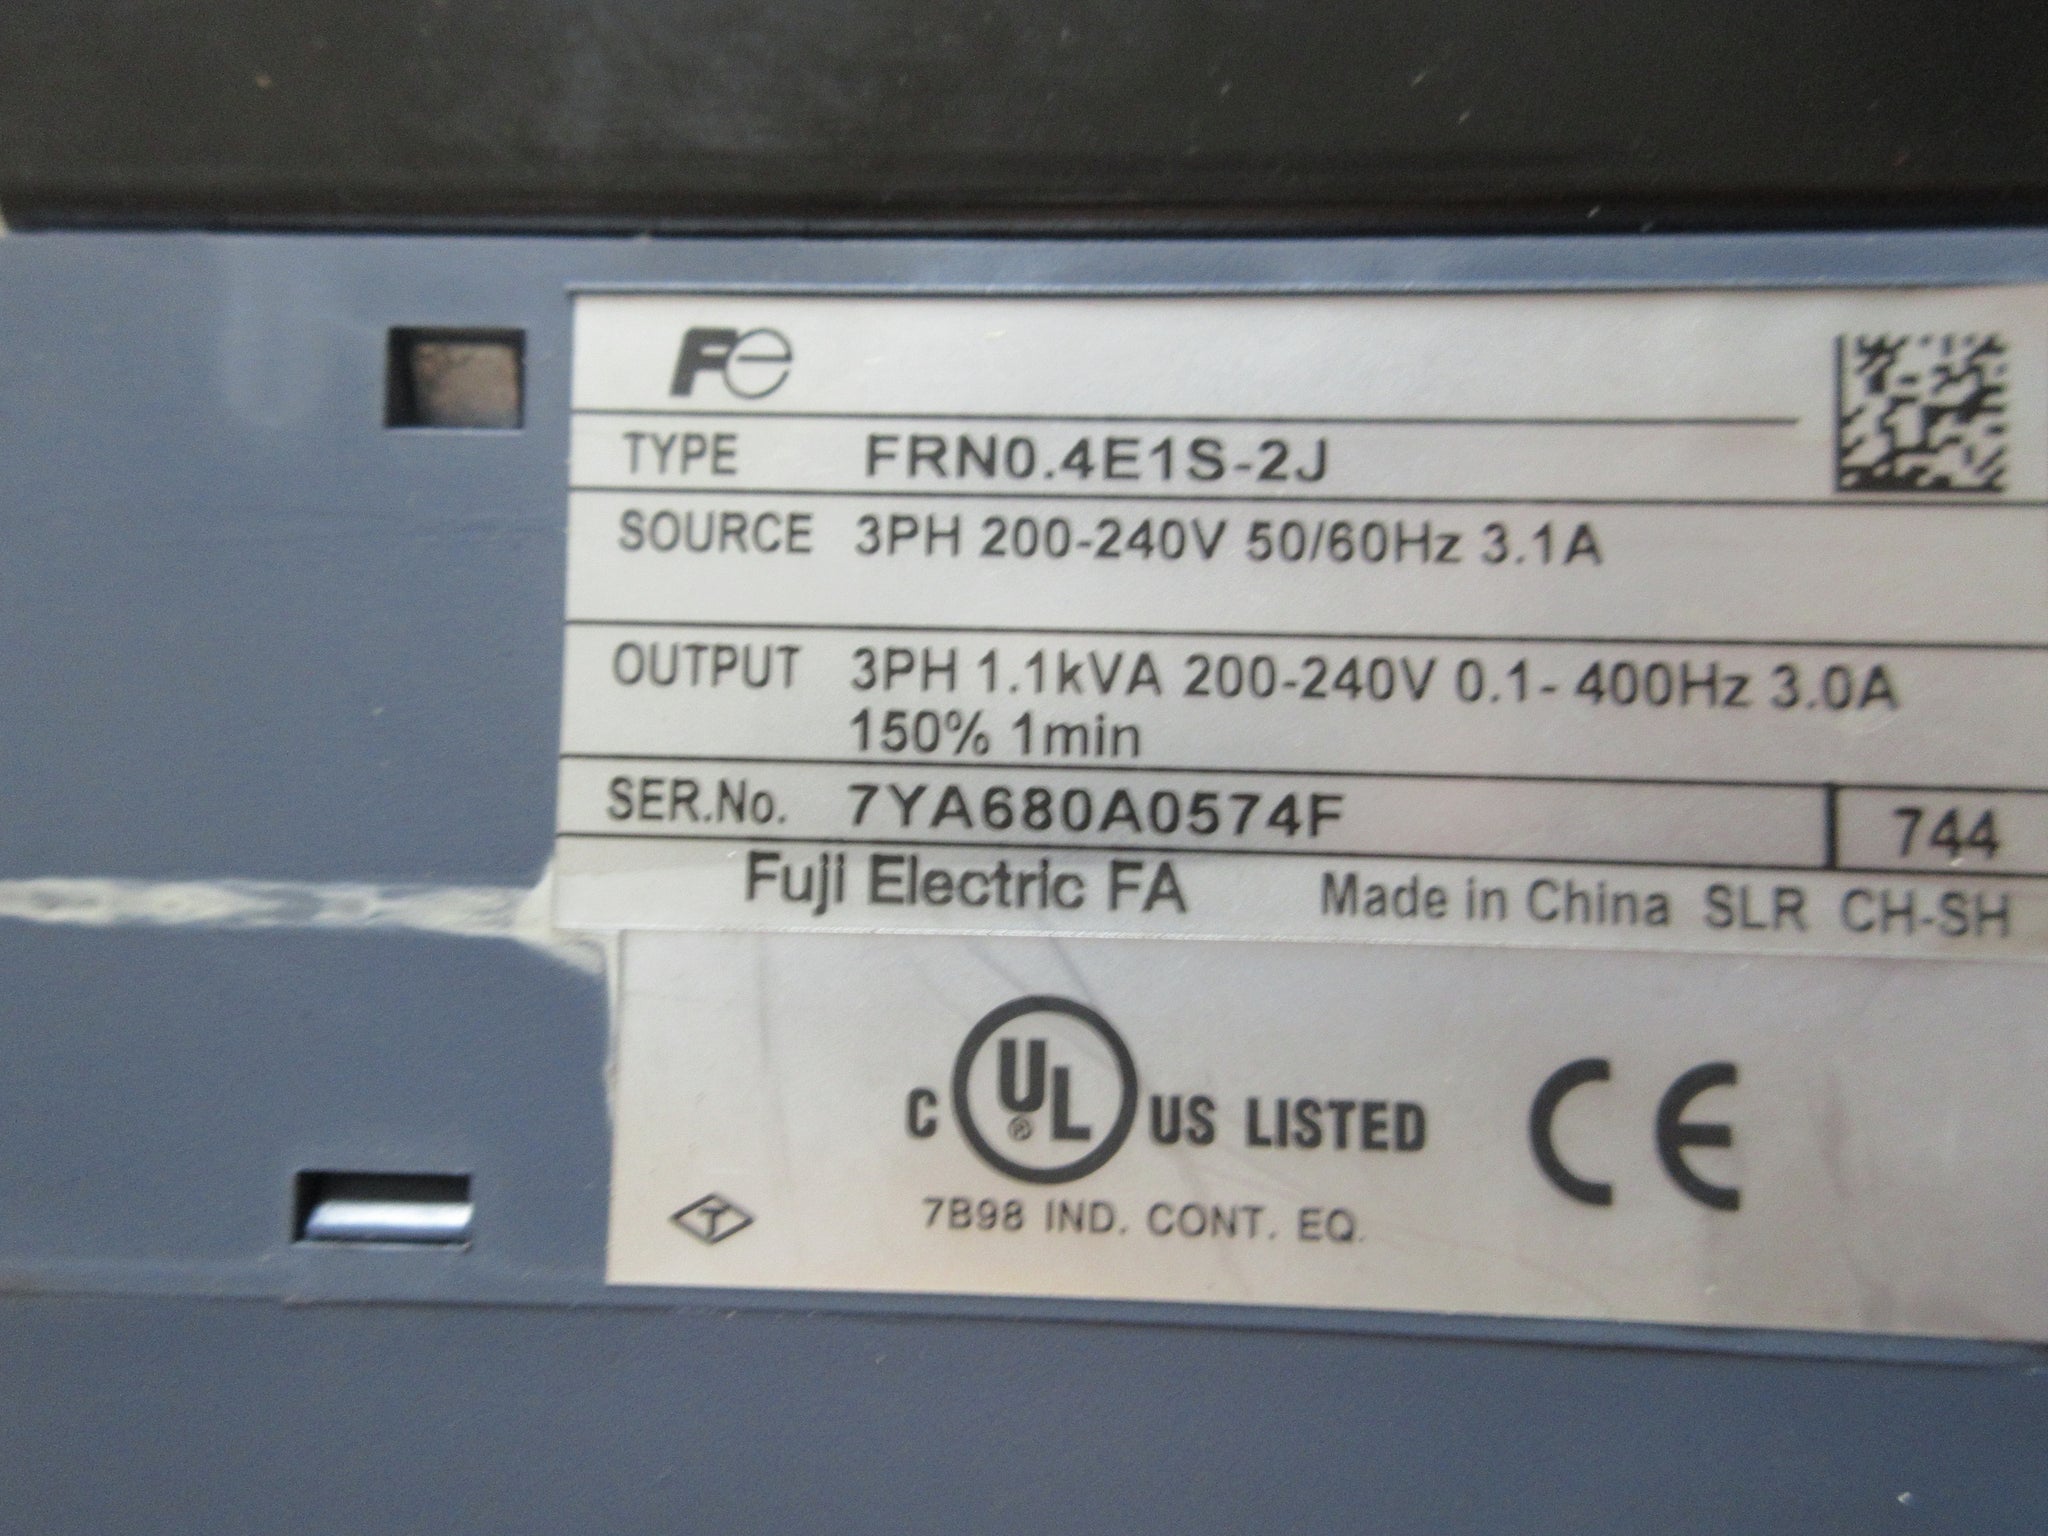 Fe
TYPE FRN0.4E1S-2J
SOURCE 3PH 200-240V 50/60Hz 3.1A
OUTPUT 3PH 1.1kVA 200-240V 0.1- 400Hz 3.0A
150% 1min
SER.No. 7YA680A0574F 744
Fuji Electric FA Made in China SLR CH-SH
C UL® US LISTED CE
7B98 IND. CONT. EQ.